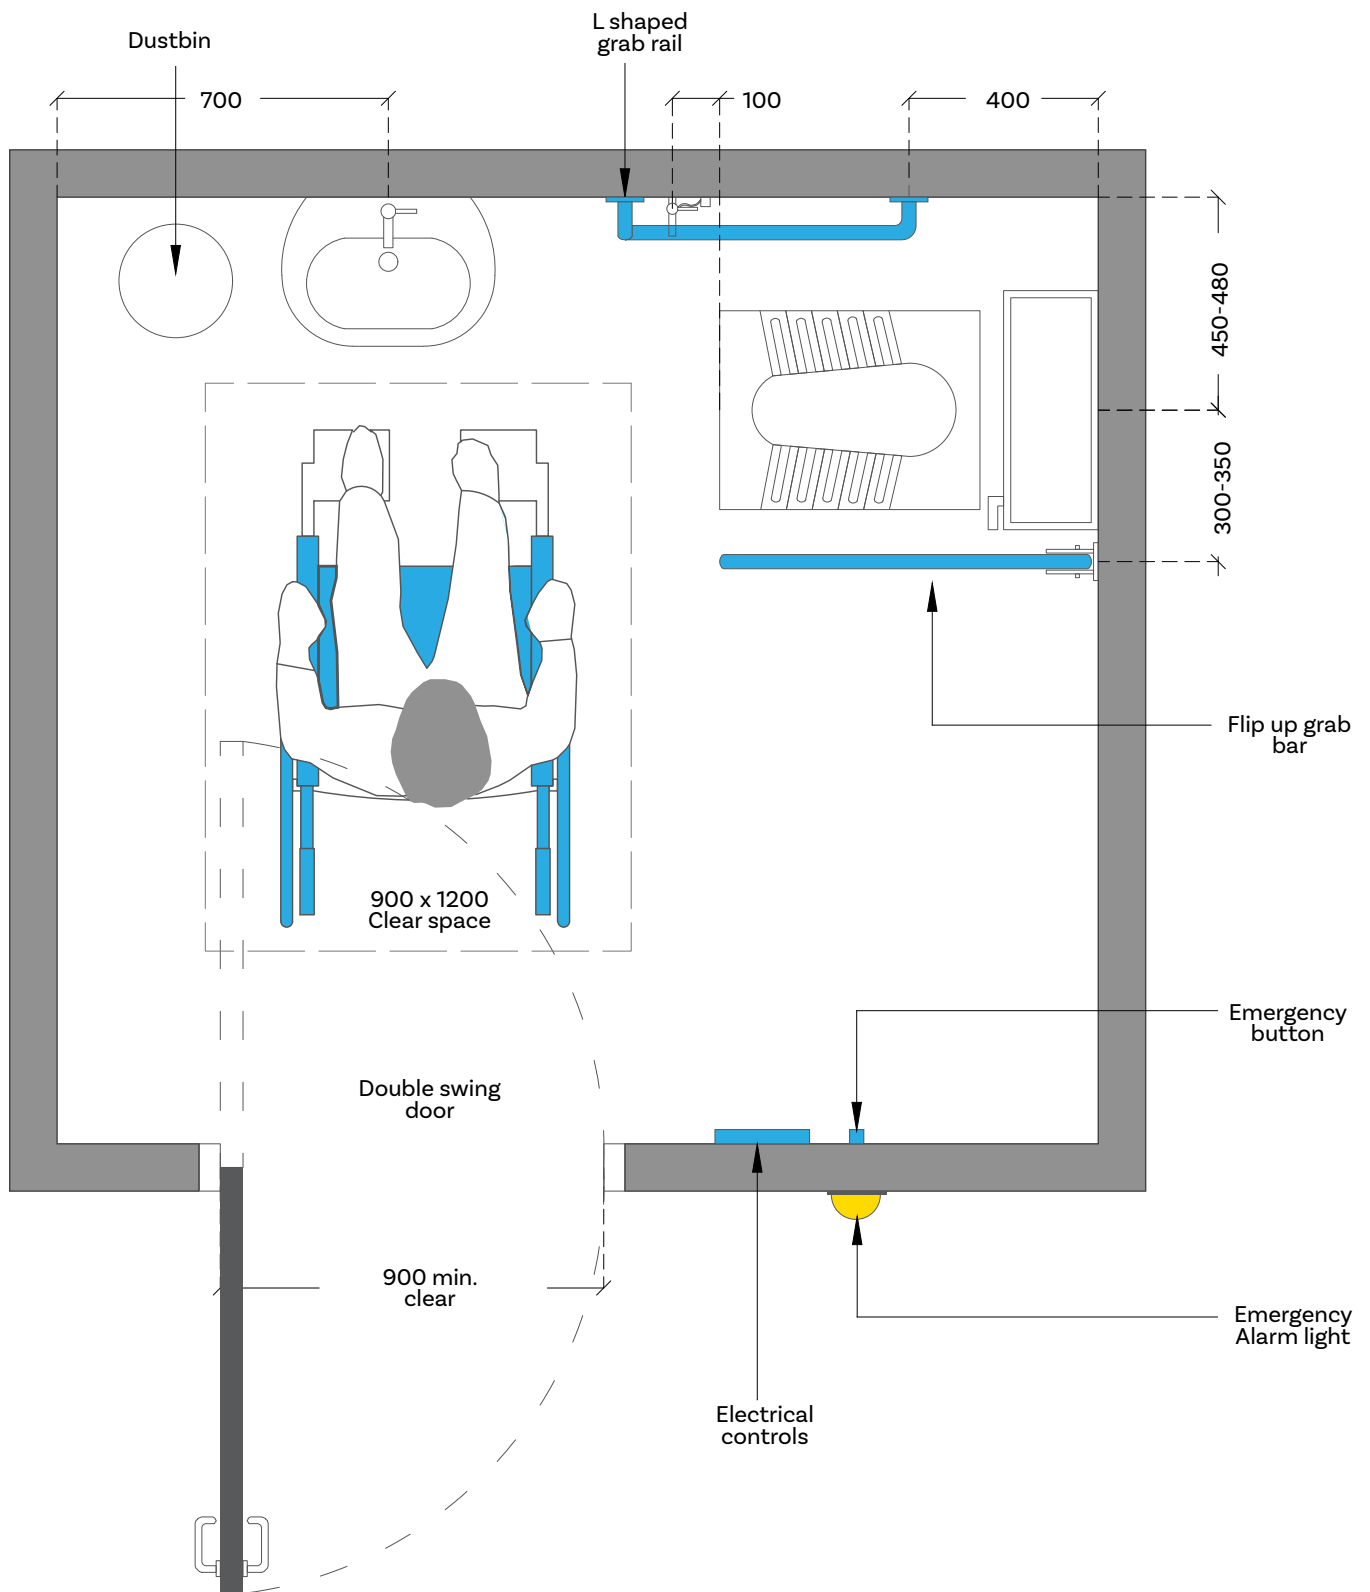 Dustbin
L shaped
grab rail
700
100
400
450-480
300-350
Flip up grab
bar
900 x 1200
Clear space
Emergency
button
Double swing
door
900 min.
clear
Emergency
Alarm light
Electrical
controls